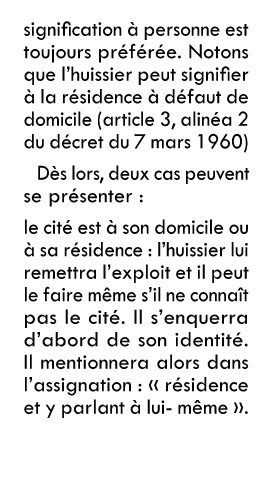 signification à personne est
toujours préférée. Notons
que l’huissier peut signifier
à la résidence à défaut de
domicile (article 3, alinéa 2
du décret du 7 mars 1960)
Dès lors, deux cas peuvent
se présenter :
le cité est à son domicile ou
à sa résidence : l’huissier lui
remettra l’exploit et il peut
le faire même s’il ne connaît
pas le cité. Il s’enquerra
d’abord de son identité.
Il mentionnera alors dans
l’assignation : « résidence
et y parlant à lui- même ».